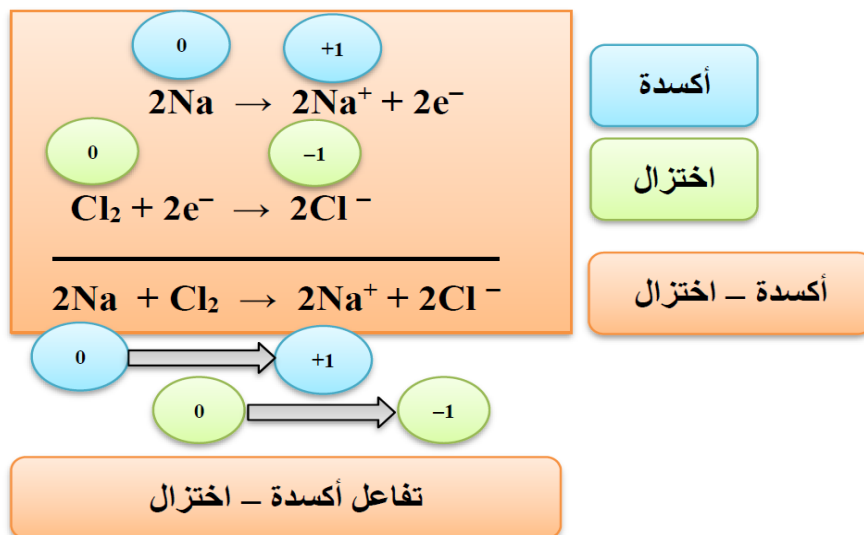 0 +1
2Na → 2Na⁺ + 2e⁻
أكسدة
0 –1
Cl₂ + 2e⁻ → 2Cl⁻
اختزال
2Na + Cl₂ → 2Na⁺ + 2Cl⁻
أكسدة – اختزال
0 +1
0 –1
تفاعل أكسدة – اختزال